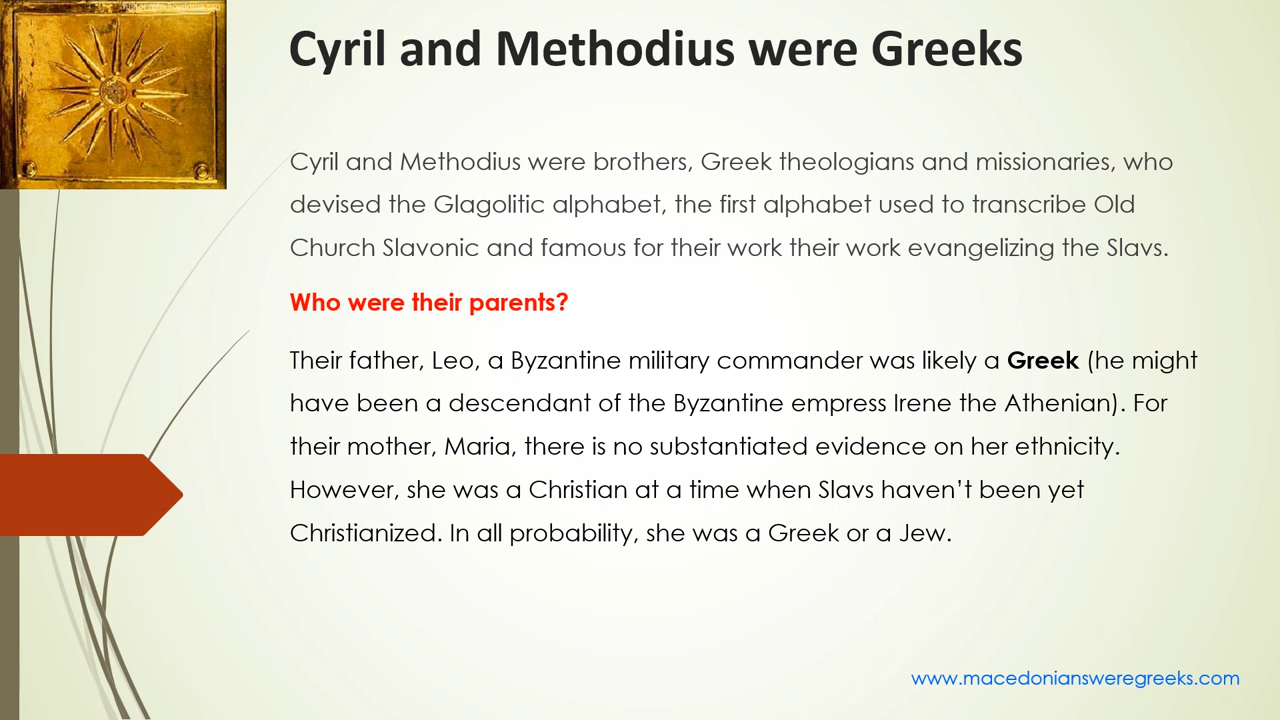 Cyril and Methodius were Greeks
Cyril and Methodius were brothers, Greek theologians and missionaries, who
devised the Glagolitic alphabet, the first alphabet used to transcribe Old
Church Slavonic and famous for their work their work evangelizing the Slavs.
Who were their parents?
Their father, Leo, a Byzantine military commander was likely a Greek (he might
have been a descendant of the Byzantine empress Irene the Athenian). For
their mother, Maria, there is no substantiated evidence on her ethnicity.
However, she was a Christian at a time when Slavs haven’t been yet
Christianized. In all probability, she was a Greek or a Jew.
www.macedoniansweregreeks.com